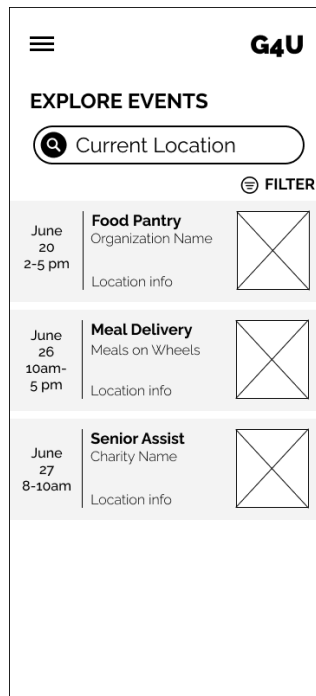 G4U
EXPLORE EVENTS
Current Location
FILTER
June
20
2-5 pm
Food Pantry
Organization Name
Location info
June
26
10am-
5 pm
Meal Delivery
Meals on Wheels
Location info
June
27
8-10am
Senior Assist
Charity Name
Location info